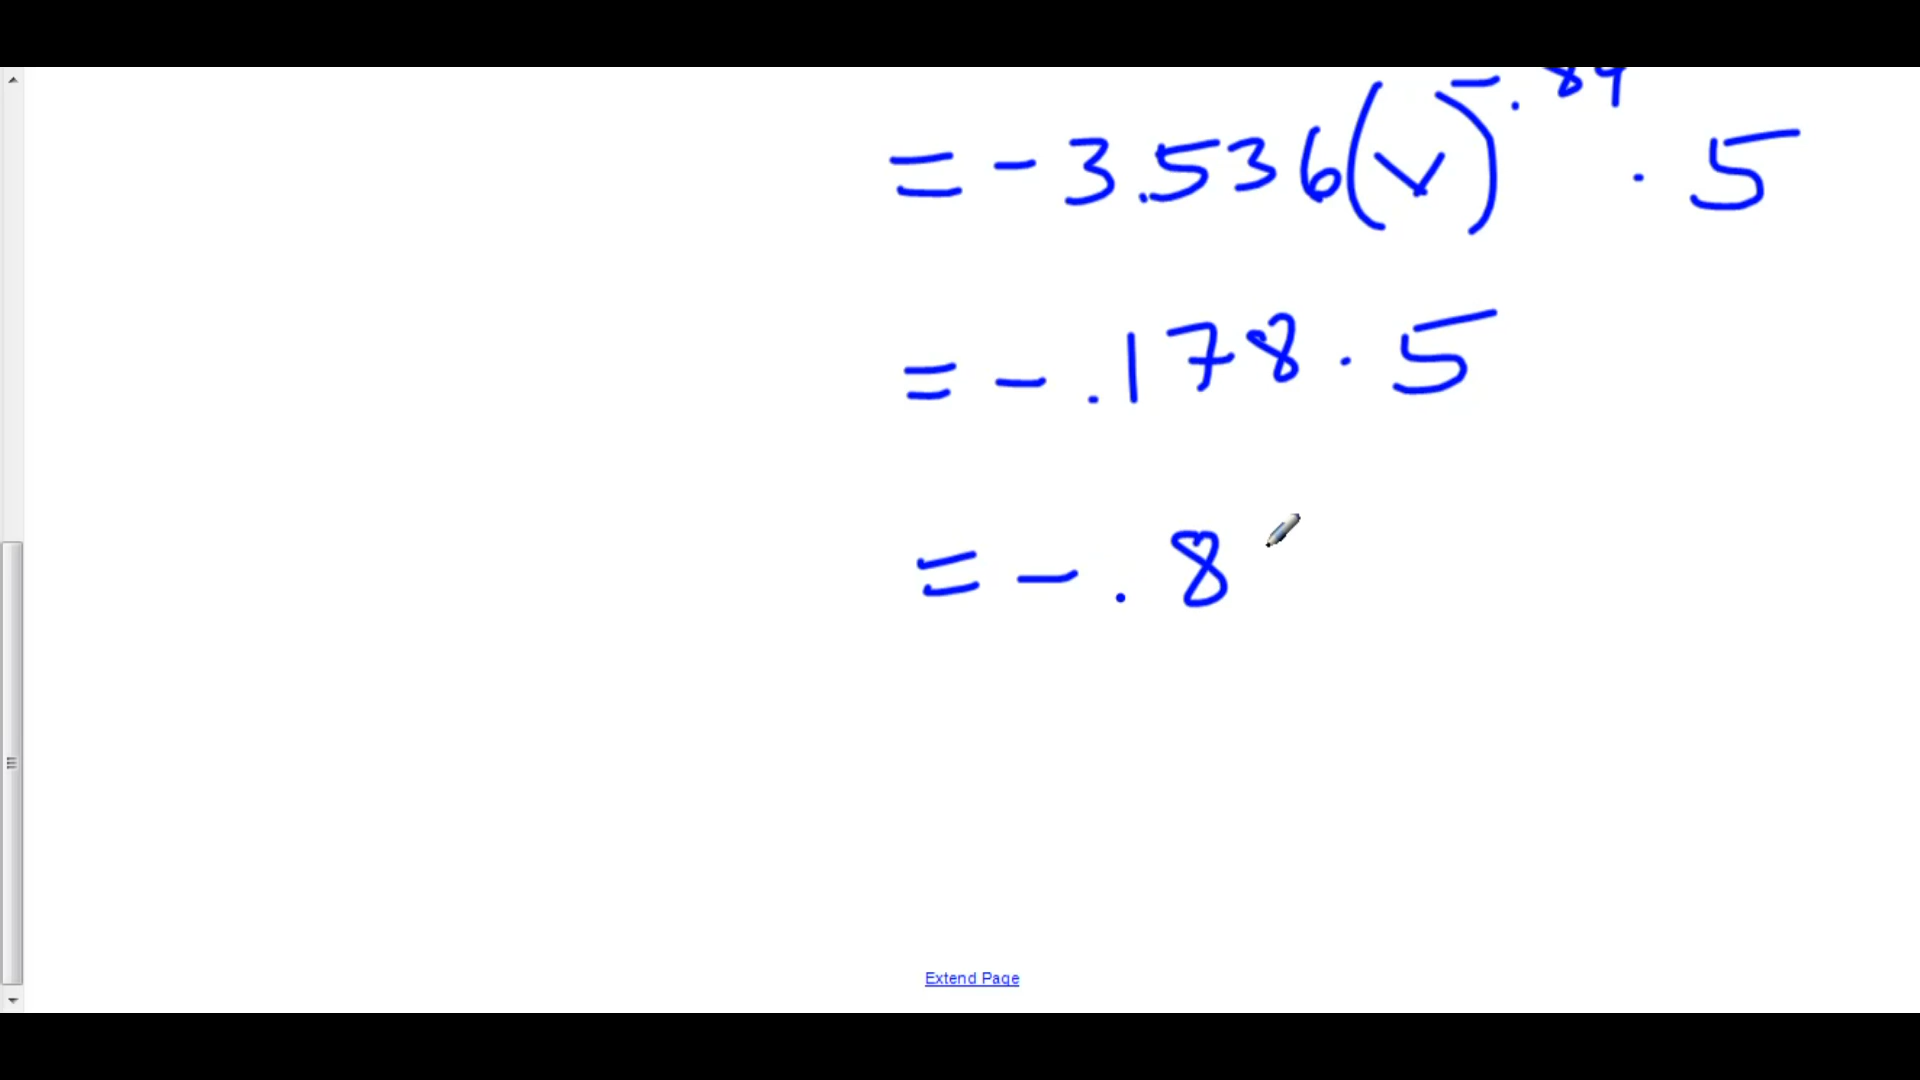 = -3.536(v)^-.84 · 5
= -.178 · 5
= -.8
Extend Page